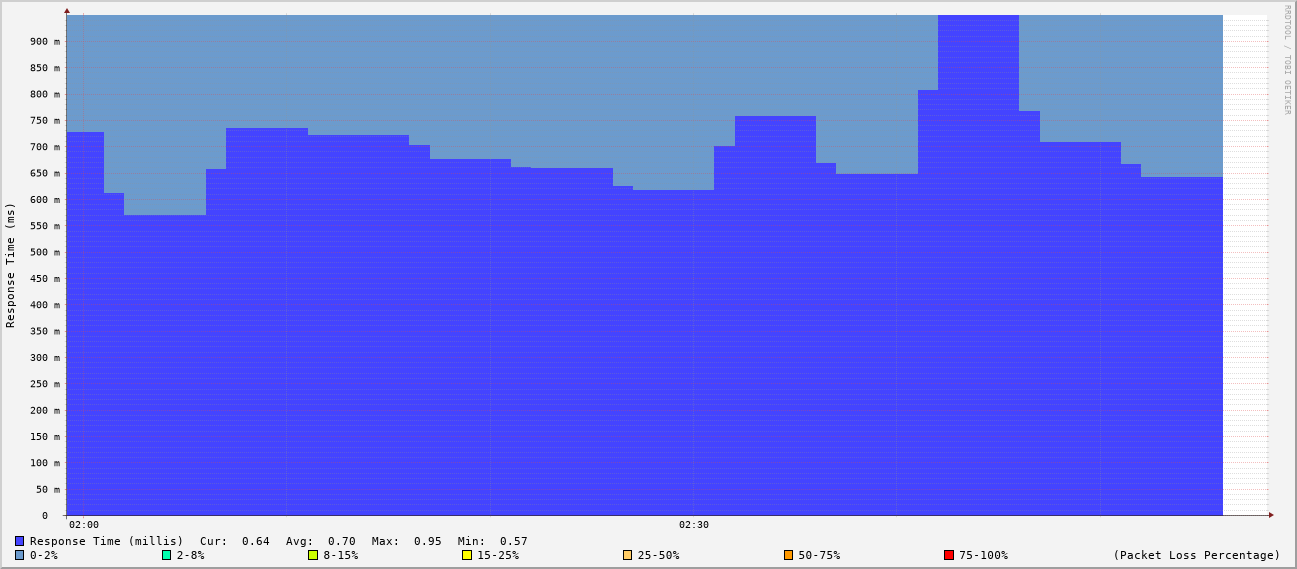 RRDTOOL / TOBI OETIKER
Response Time (ms)
900 m
850 m
800 m
750 m
700 m
650 m
600 m
550 m
500 m
450 m
400 m
350 m
300 m
250 m
200 m
150 m
100 m
50 m
0
02:00 02:30
Response Time (millis) Cur: 0.64 Avg: 0.70 Max: 0.95 Min: 0.57
0-2% 2-8% 8-15% 15-25% 25-50% 50-75% 75-100% (Packet Loss Percentage)